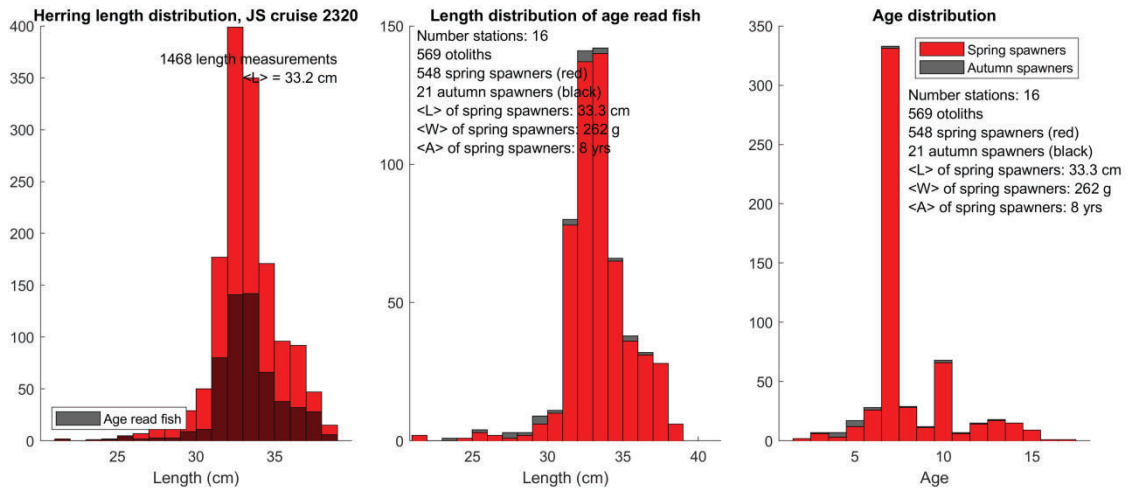 Herring length distribution, JS cruise 2320
1468 length measurements
<L> = 33.2 cm
400
350
300
250
200
150
100
50
0
Age read fish
25
30
35
Length (cm)
Length distribution of age read fish
Number stations: 16
569 otoliths
548 spring spawners (red)
21 autumn spawners (black)
<L> of spring spawners: 33.3 cm
<W> of spring spawners: 262 g
<A> of spring spawners: 8 yrs
150
100
50
0
25
30
35
40
Length (cm)
Age distribution
Spring spawners
Autumn spawners
Number stations: 16
569 otoliths
548 spring spawners (red)
21 autumn spawners (black)
<L> of spring spawners: 33.3 cm
<W> of spring spawners: 262 g
<A> of spring spawners: 8 yrs
350
300
250
200
150
100
50
0
5
10
15
Age